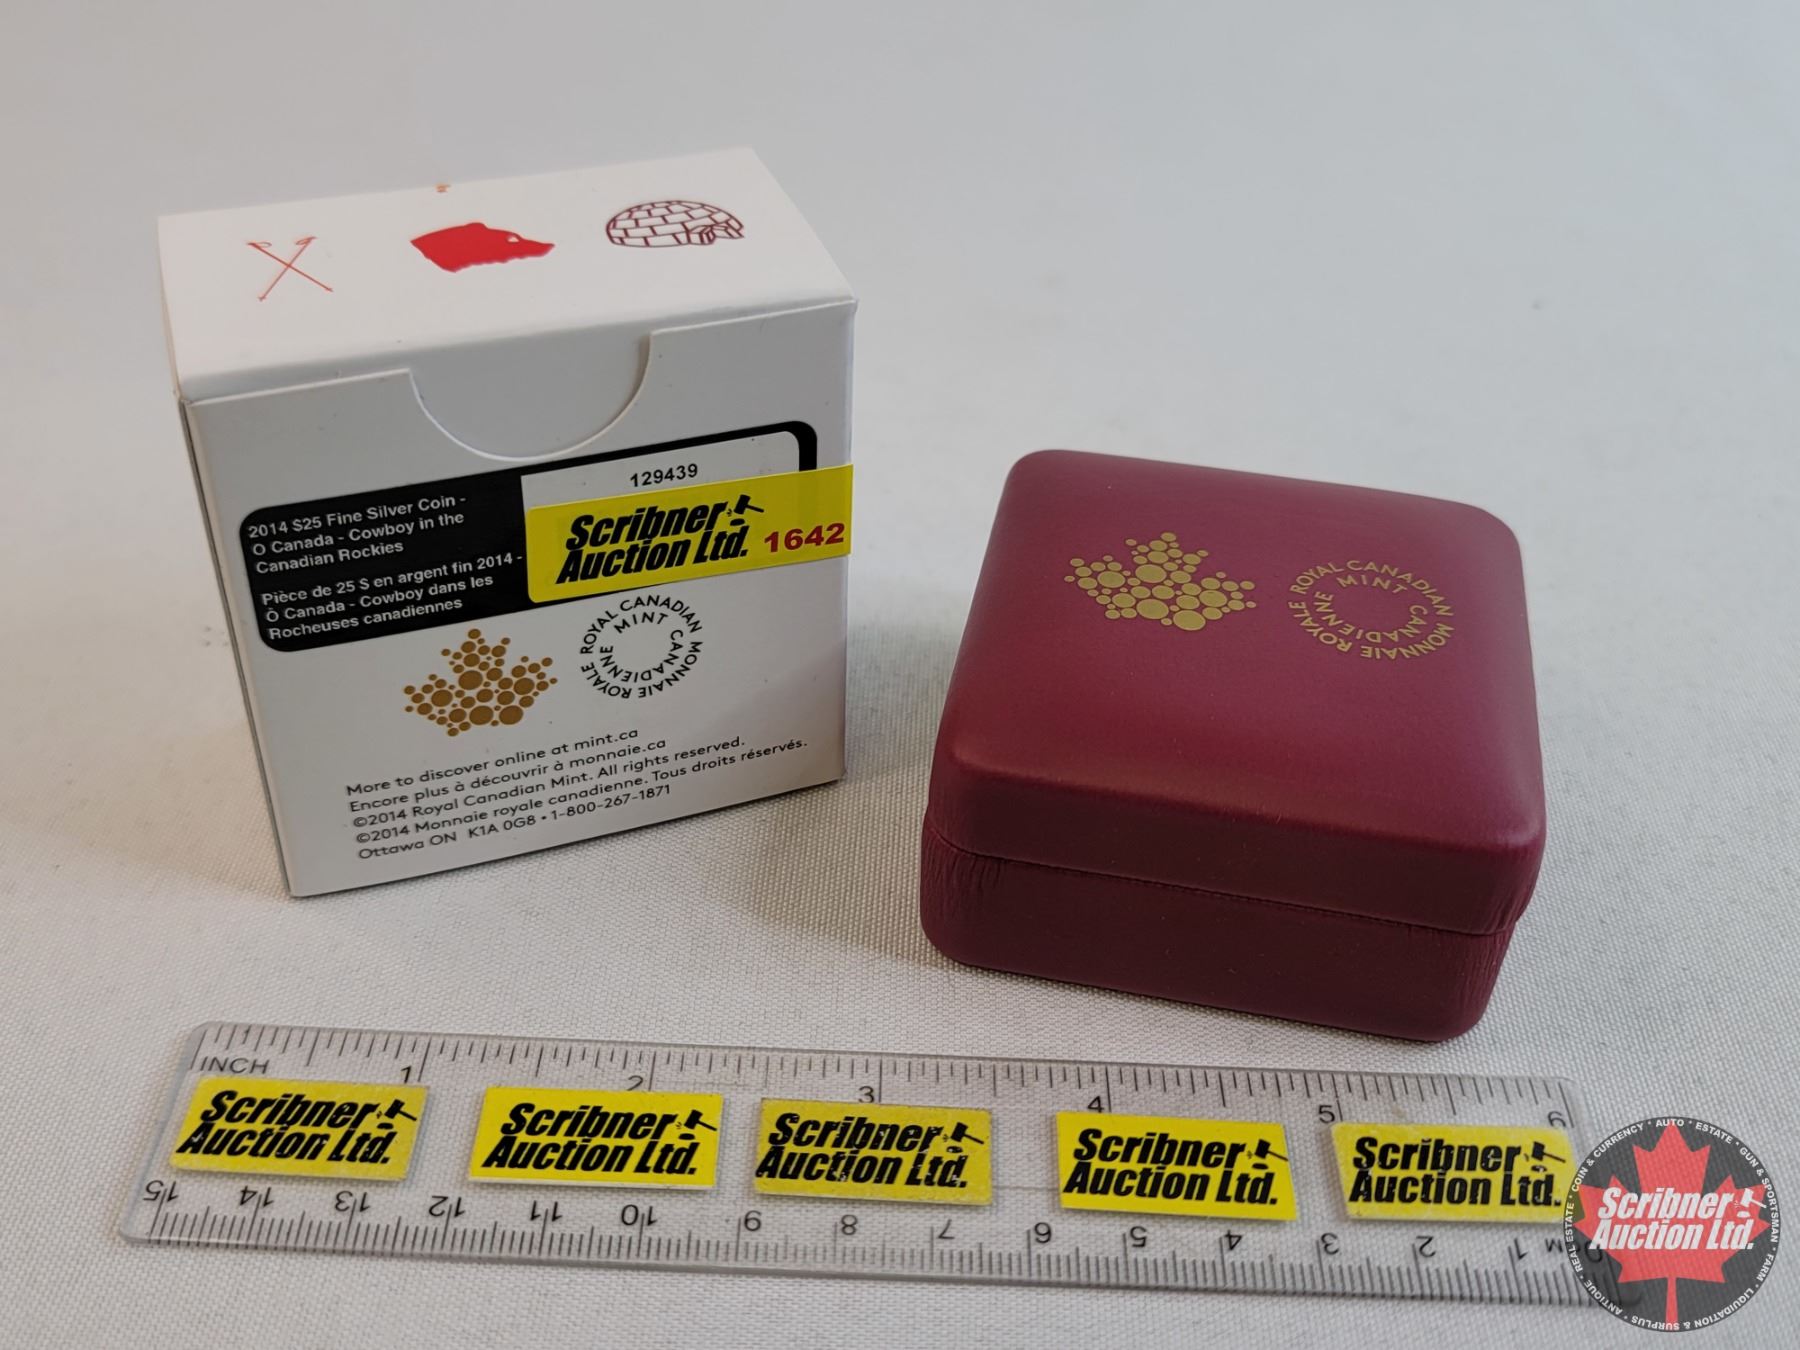 129439
2014 $25 Fine Silver Coin -
O Canada - Cowboy in the
Canadian Rockies
Pièce de 25 $ en argent fin 2014 -
Ô Canada - Cowboy dans les
Rocheuses canadiennes
Scribner
Auction Ltd.
1642
ROYAL CANADIAN MINT
MONNAIE ROYALE CANADIENNE
More to discover online at mint.ca
Encore plus à découvrir à monnaie.ca
©2014 Royal Canadian Mint. All rights reserved.
©2014 Monnaie royale canadienne. Tous droits réservés.
Ottawa ON K1A 0G8 • 1-800-267-1871
ROYAL CANADIAN MINT
MONNAIE ROYALE CANADIENNE
INCH 1 2 3 4 5 6
Scribner
Auction Ltd.
Scribner
Auction Ltd.
Scribner
Auction Ltd.
Scribner
Auction Ltd.
Scribner
Auction Ltd.
15 14 13 12 11 10 9 8 7 6 5 4 3 2 1
COIN & CURRENCY • AUTO • ESTATE • GUN & SPORTSMAN • FARM • LIQUIDATION & SURPLUS • ANTIQUE • REAL ESTATE •
Scribner
Auction Ltd.